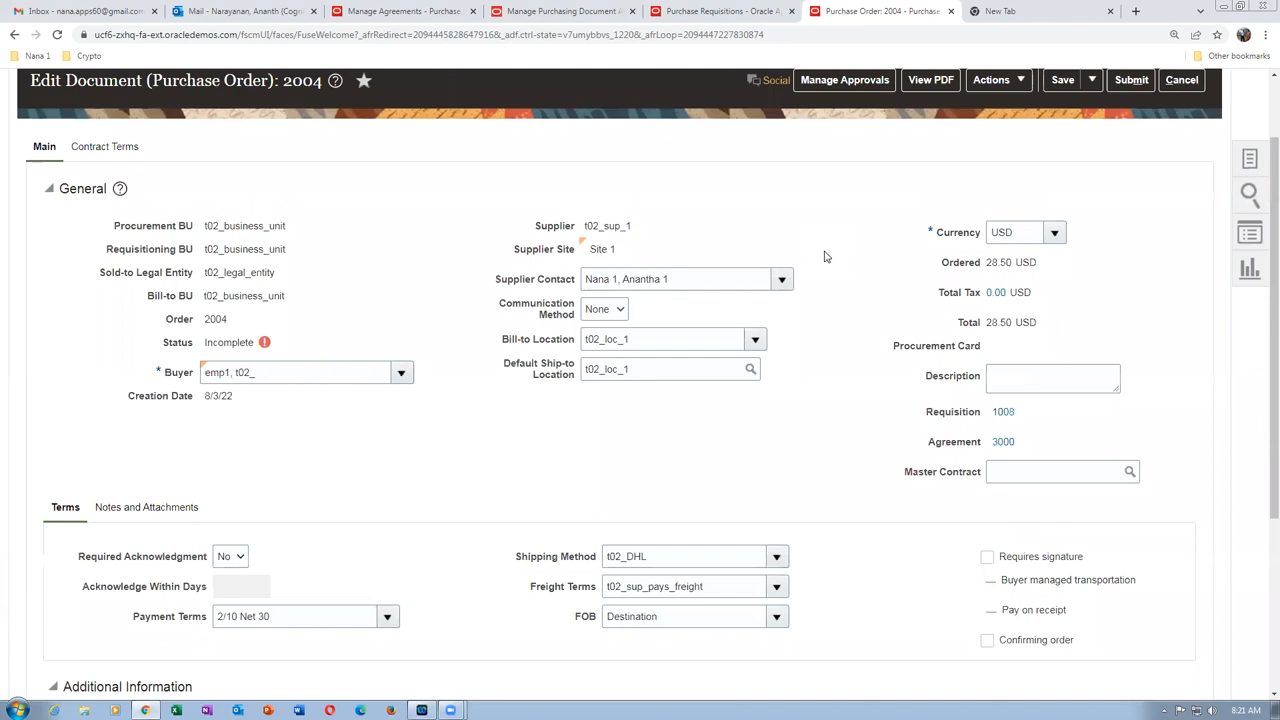 Inbox - nana.apps60@gmail.com
Mail - Narayanan, Ananth (Cogn
Manage Agreements - Purchase
Manage Purchasing Document A
Purchase Requisitions - Oracle A
Purchase Order: 2004 - Purchase
New Tab
ucf6-zxhq-fa-ext.oracledemos.com/fscmUI/faces/FuseWelcome?_afrRedirect=20944458286479168&_adf.ctrl-state=v7umybbvs_1220&_afrLoop=2094447227830874
Nana 1 Crypto Other bookmarks
Edit Document (Purchase Order): 2004
Social Manage Approvals View PDF Actions Save Submit Cancel
Main Contract Terms
General
Procurement BU t02_business_unit
Requisitioning BU t02_business_unit
Sold-to Legal Entity t02_legal_entity
Bill-to BU t02_business_unit
Order 2004
Status Incomplete
* Buyer emp1, t02_
Creation Date 8/3/22
Supplier t02_sup_1
Supplier Site Site 1
Supplier Contact Nana 1, Anantha 1
Communication
Method None
Bill-to Location t02_loc_1
Default Ship-to
Location t02_loc_1
* Currency USD
Ordered 28.50 USD
Total Tax 0.00 USD
Total 28.50 USD
Procurement Card
Description
Requisition 1008
Agreement 3000
Master Contract
Terms Notes and Attachments
Required Acknowledgment No
Acknowledge Within Days
Payment Terms 2/10 Net 30
Shipping Method t02_DHL
Freight Terms t02_sup_pays_freight
FOB Destination
Requires signature
Buyer managed transportation
Pay on receipt
Confirming order
Additional Information
8:21 AM